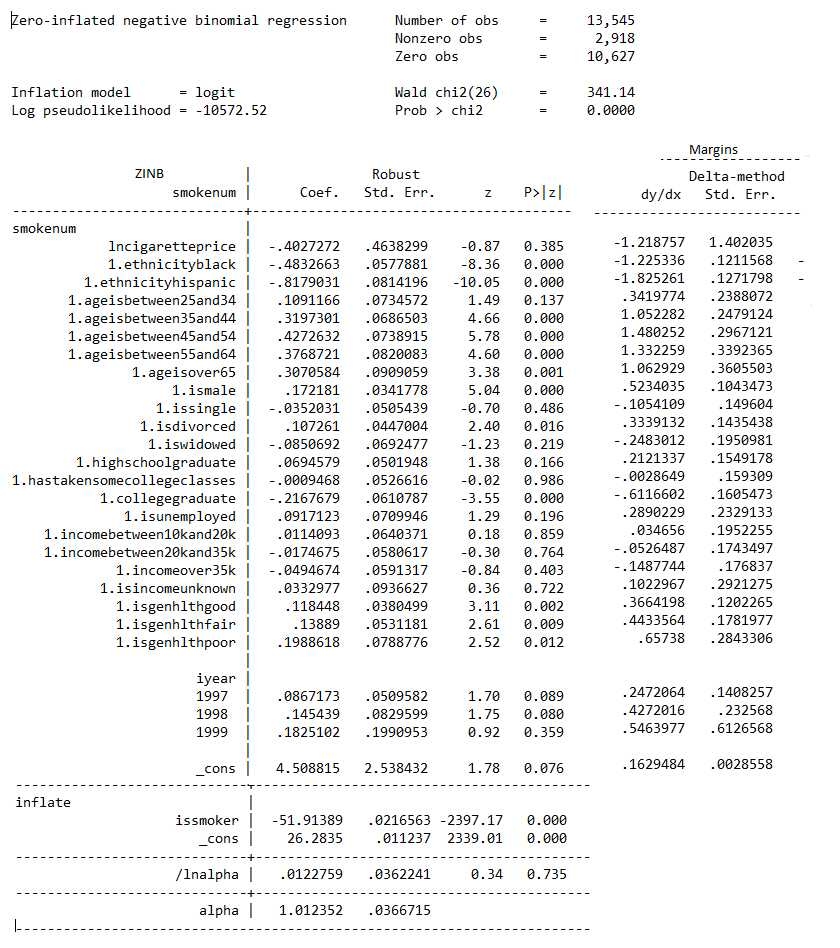 Zero-inflated negative binomial regression Number of obs = 13,545
Nonzero obs = 2,918
Zero obs = 10,627
Inflation model = logit Wald chi2(26) = 341.14
Log pseudolikelihood = -10572.52 Prob > chi2 = 0.0000
Margins
ZINB | Robust Delta-method
smokenum | Coef. Std. Err. z P>|z| dy/dx Std. Err.
smokenum |
lncigaretteprice | -.4027272 .4638299 -0.87 0.385 -1.218757 1.402035
1.ethnicityblack | -.4832663 .0577881 -8.36 0.000 -1.225336 .1211568 -
1.ethnicityhispanic | -.8179031 .0814196 -10.05 0.000 -1.825261 .1271798 -
1.ageisbetween25and34 | .1091166 .0734572 1.49 0.137 .3419774 .2388072
1.ageisbetween35and44 | .3197301 .0686503 4.66 0.000 1.052282 .2479124
1.ageisbetween45and54 | .4272632 .0738915 5.78 0.000 1.480252 .2967121
1.ageisbetween55and64 | .3768721 .0820083 4.60 0.000 1.332259 .3392365
1.ageisover65 | .3070584 .0909059 3.38 0.001 1.062929 .3605503
1.ismale | .172181 .0341778 5.04 0.000 .5234035 .1043473
1.issingle | -.0352031 .0505439 -0.70 0.486 -.1054109 .149604
1.isdivorced | .107261 .0447004 2.40 0.016 .3339132 .1435438
1.iswidowed | -.0850692 .0692477 -1.23 0.219 -.2483012 .1950981
1.highschoolgraduate | .0694579 .0501948 1.38 0.166 .2121337 .1549178
1.hastakensomecollegeclasses | -.0009468 .0526616 -0.02 0.986 -.0028649 .159309
1.collegegraduate | -.2167679 .0610787 -3.55 0.000 -.6116602 .1605473
1.isunemployed | .0917123 .0709946 1.29 0.196 .2890229 .2329133
1.incomebetween10kand20k | .0114093 .0640371 0.18 0.859 .034656 .1952255
1.incomebetween20kand35k | -.0174675 .0580617 -0.30 0.764 -.0526487 .1743497
1.incomeover35k | -.0494674 .0591317 -0.84 0.403 -.1487744 .176837
1.isincomeunknown | .0332977 .0936627 0.36 0.722 .1022967 .2921275
1.isgenhlthgood | .118448 .0380499 3.11 0.002 .3664198 .1202265
1.isgenhlthfair | .13889 .0531181 2.61 0.009 .4433564 .1781977
1.isgenhlthpoor | .1988618 .0788776 2.52 0.012 .65738 .2843306
iyear |
1997 | .0867173 .0509582 1.70 0.089 .2472064 .1408257
1998 | .145439 .0829599 1.75 0.080 .4272016 .232568
1999 | .1825102 .1990953 0.92 0.359 .5463977 .6126568
_cons | 4.508815 2.538432 1.78 0.076 .1629484 .0028558
inflate |
issmoker | -51.91389 .0216563 -2397.17 0.000
_cons | 26.2835 .011237 2339.01 0.000
/lnalpha | .0122759 .0362241 0.34 0.735
alpha | 1.012352 .0366715